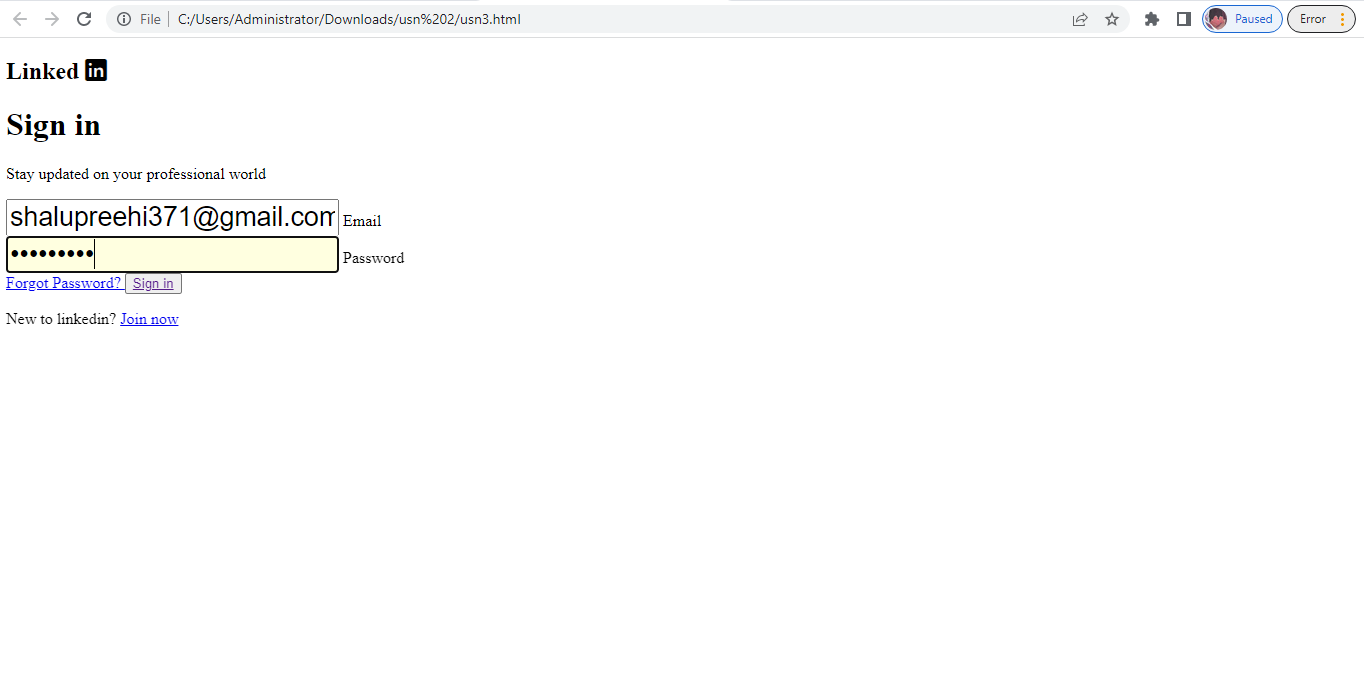 File C:/Users/Administrator/Downloads/usn%202/usn3.html Paused Error
Linked in
Sign in
Stay updated on your professional world
shalupreehi371@gmail.com Email
••••••••• Password
Forgot Password? Sign in
New to linkedin? Join now